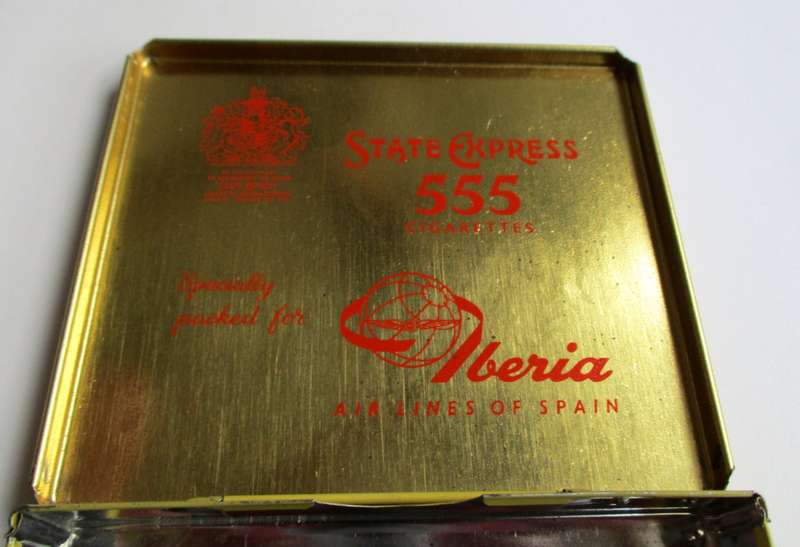 STATE EXPRESS
555
CIGARETTES
Specially
packed for
Iberia
AIR LINES OF SPAIN